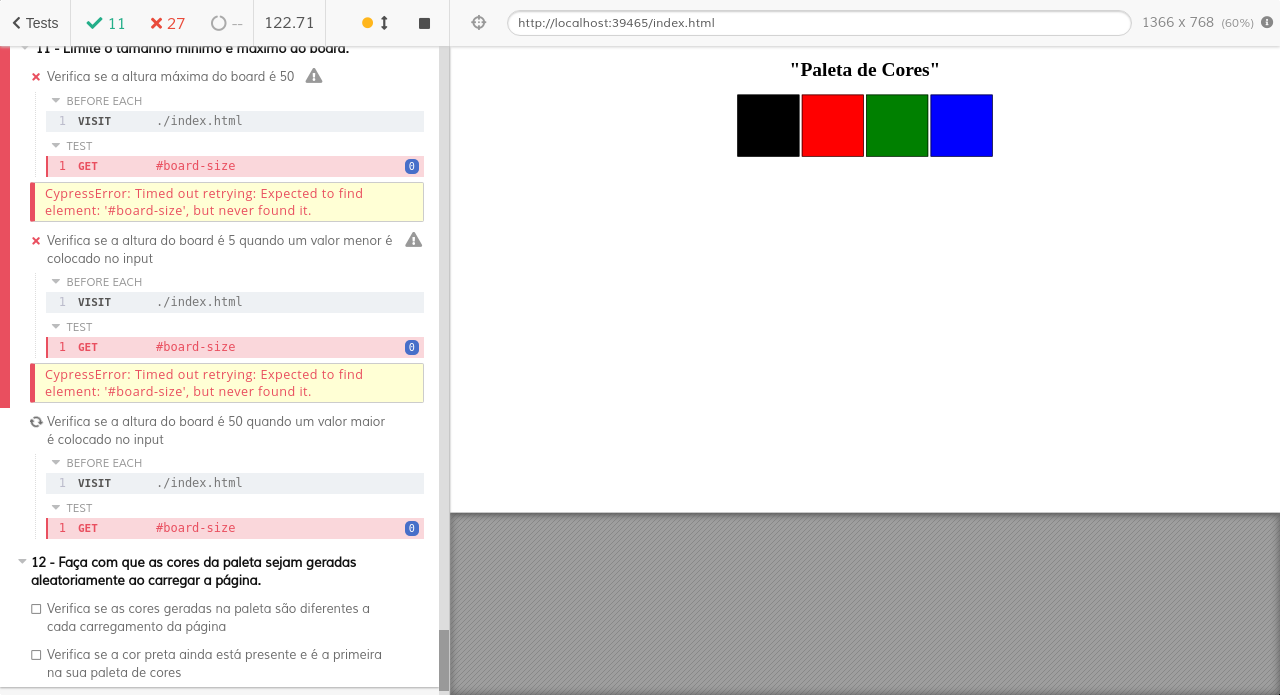 Tests 11 27 -- 122.71
http://localhost:39465/index.html 1366 x 768 (60%)
11 - Limite o tamanho mínimo e máximo do board.
Verifica se a altura máxima do board é 50
BEFORE EACH
1 VISIT ./index.html
TEST
1 GET #board-size 0
CypressError: Timed out retrying: Expected to find
element: '#board-size', but never found it.
Verifica se a altura do board é 5 quando um valor menor é
colocado no input
BEFORE EACH
1 VISIT ./index.html
TEST
1 GET #board-size 0
CypressError: Timed out retrying: Expected to find
element: '#board-size', but never found it.
Verifica se a altura do board é 50 quando um valor maior
é colocado no input
BEFORE EACH
1 VISIT ./index.html
TEST
1 GET #board-size 0
12 - Faça com que as cores da paleta sejam geradas
aleatoriamente ao carregar a página.
Verifica se as cores geradas na paleta são diferentes a
cada carregamento da página
Verifica se a cor preta ainda está presente e é a primeira
na sua paleta de cores
"Paleta de Cores"